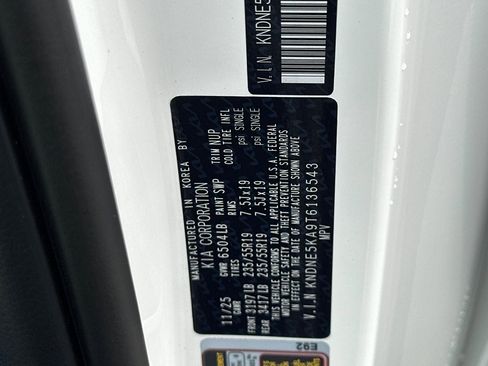 V.I.N. KNDNE5
MANUFACTURED IN KOREA BY
KIA CORPORATION
11/25 GVWR 6504LB PAINT SWP TRIM NUP
GAWR TIRES RIMS COLD TIRE INFL
FRONT 3197LB 235/55R19 7.5Jx19 psi SINGLE
REAR 3417LB 235/55R19 7.5Jx19 psi SINGLE
THIS VEHICLE CONFORMS TO ALL APPLICABLE U.S.A. FEDERAL
MOTOR VEHICLE SAFETY AND THEFT PREVENTION STANDARDS
IN EFFECT ON THE DATE OF MANUFACTURE SHOWN ABOVE
V.I.N KNDNE5KA9T6136543
MPV
E92